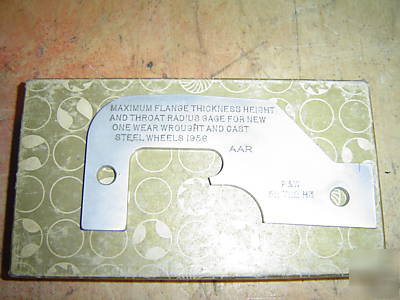 MAXIMUM FLANGE THICKNESS HEIGHT
AND THROAT RADIUS GAGE FOR NEW
ONE WEAR WROUGHT AND CAST
STEEL WHEELS 1956
AAR
P&W